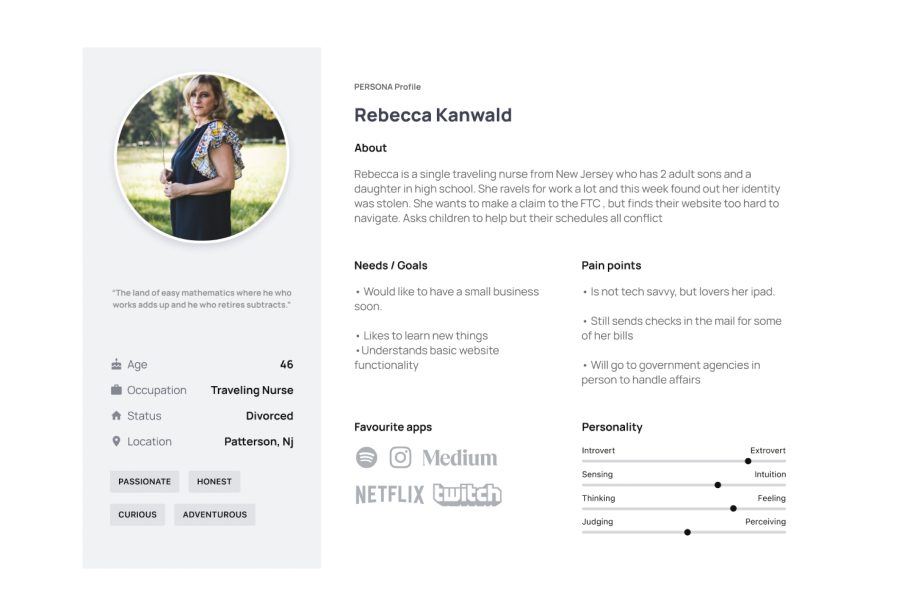 PERSONA Profile
Rebecca Kanwald
About
Rebecca is a single traveling nurse from New Jersey who has 2 adult sons and a
daughter in high school. She ravels for work a lot and this week found out her identity
was stolen. She wants to make a claim to the FTC , but finds their website too hard to
navigate. Asks children to help but their schedules all conflict
"The land of easy mathematics where he who
works adds up and he who retires subtracts."
Age 46
Occupation Traveling Nurse
Status Divorced
Location Patterson, Nj
PASSIONATE HONEST
CURIOUS ADVENTUROUS
Needs / Goals
• Would like to have a small business
soon.
• Likes to learn new things
•Understands basic website
functionality
Pain points
• Is not tech savvy, but lovers her ipad.
• Still sends checks in the mail for some
of her bills
• Will go to government agencies in
person to handle affairs
Favourite apps
Medium
NETFLIX twitch
Personality
Introvert Extrovert
Sensing Intuition
Thinking Feeling
Judging Perceiving